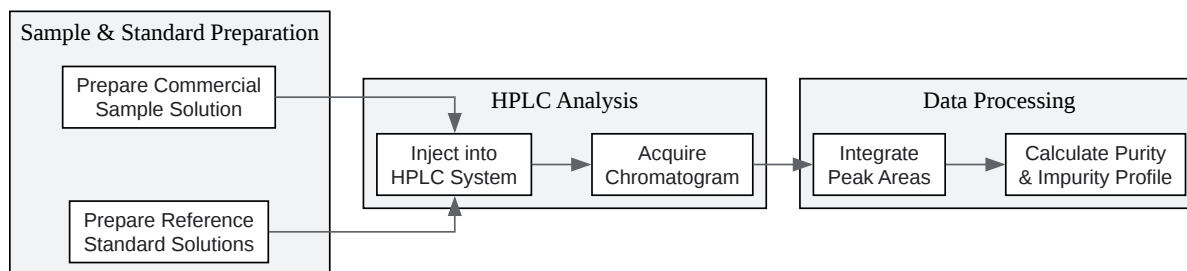 Sample & Standard Preparation
Prepare Commercial
Sample Solution
Prepare Reference
Standard Solutions
HPLC Analysis
Inject into
HPLC System
Acquire
Chromatogram
Data Processing
Integrate
Peak Areas
Calculate Purity
& Impurity Profile